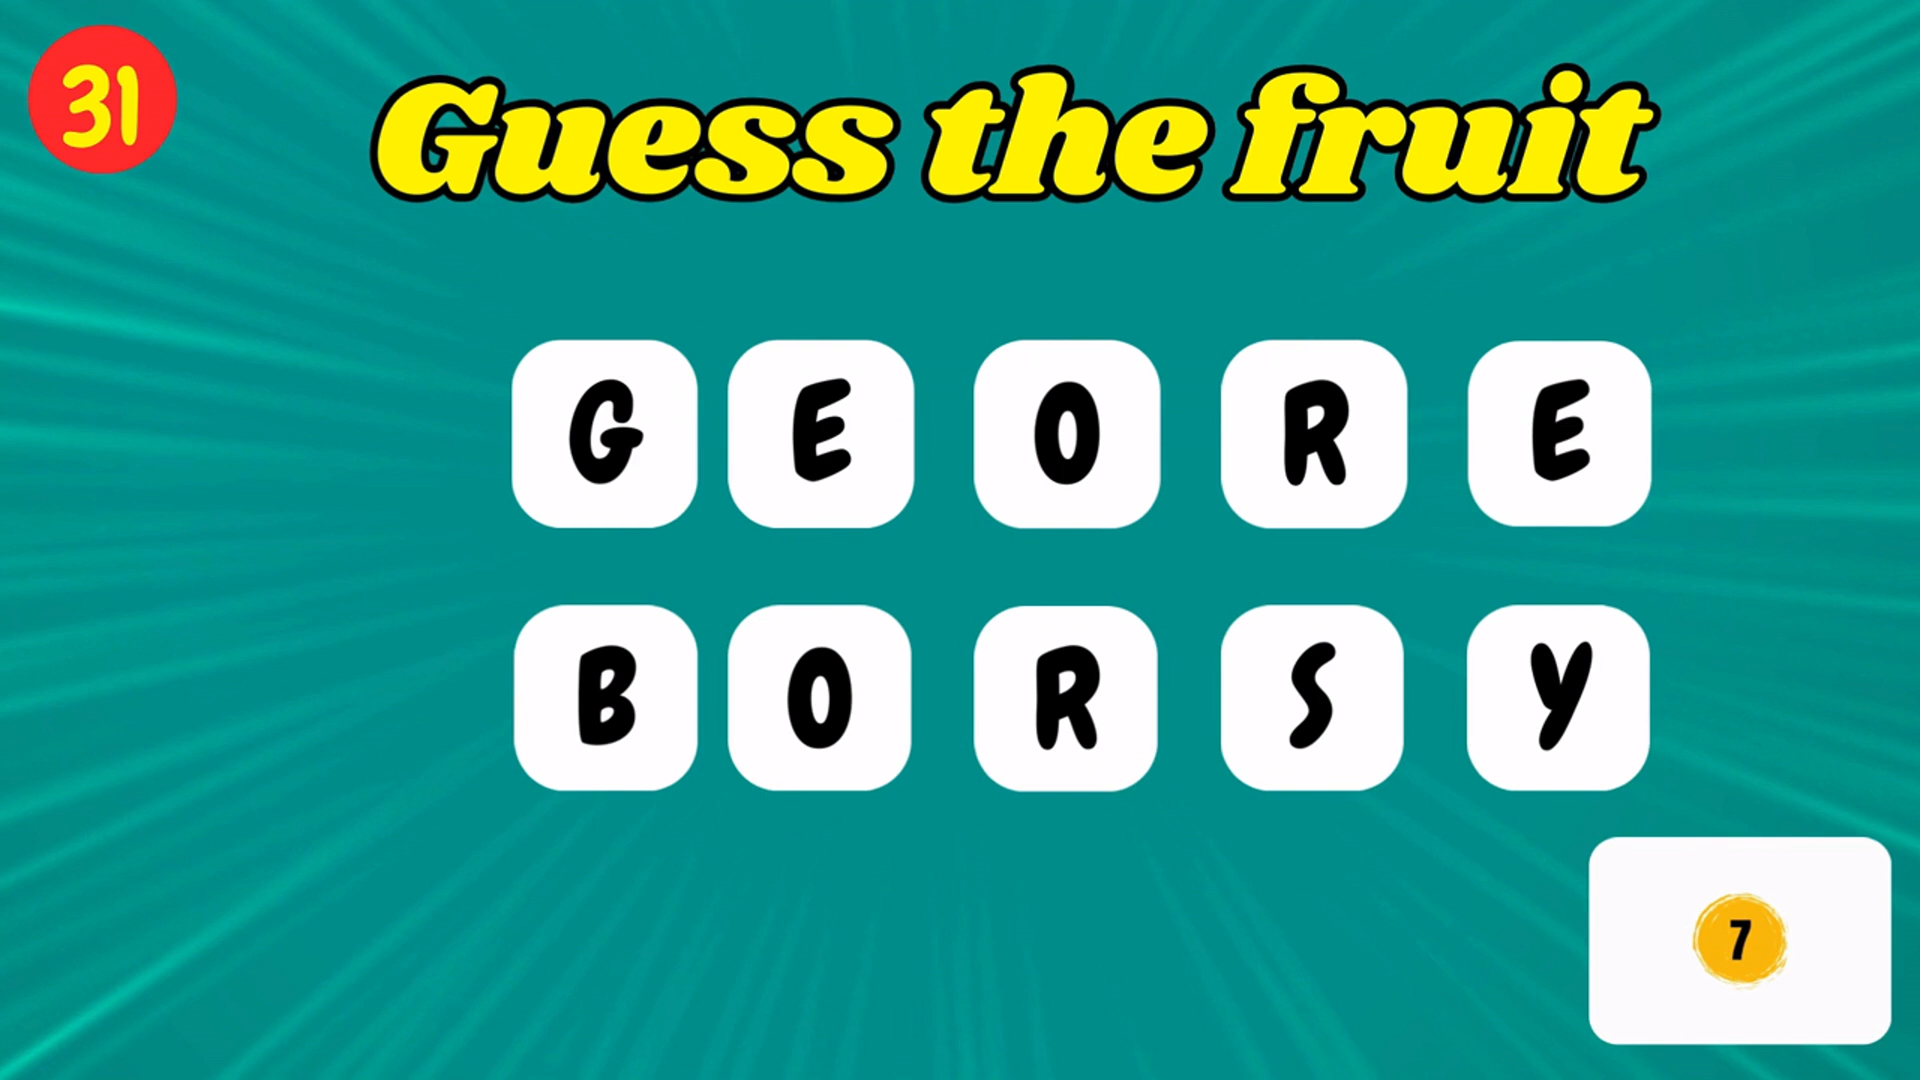 31
Guess the fruit
G E O R E
B O R S Y
7